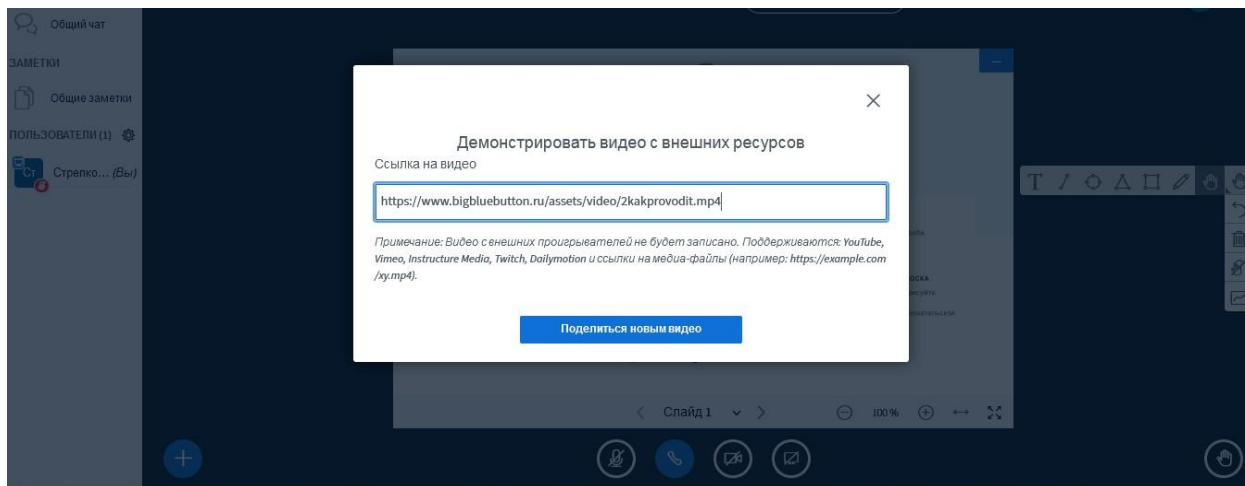 Общий чат
ЗАМЕТКИ
Общие заметки
ПОЛЬЗОВАТЕЛИ (1)
Ст
Стрепко... (Вы)
Демонстрировать видео с внешних ресурсов
Ссылка на видео
https://www.bigbluebutton.ru/assets/video/2kakprovodit.mp4
Примечание: Видео с внешних проигрывателей не будет записано. Поддерживаются: YouTube,
Vimeo, Instructure Media, Twitch, Dailymotion и ссылки на медиа-файлы (например: https://example.com
/xy.mp4).
Поделиться новым видео
Слайд 1
100 %